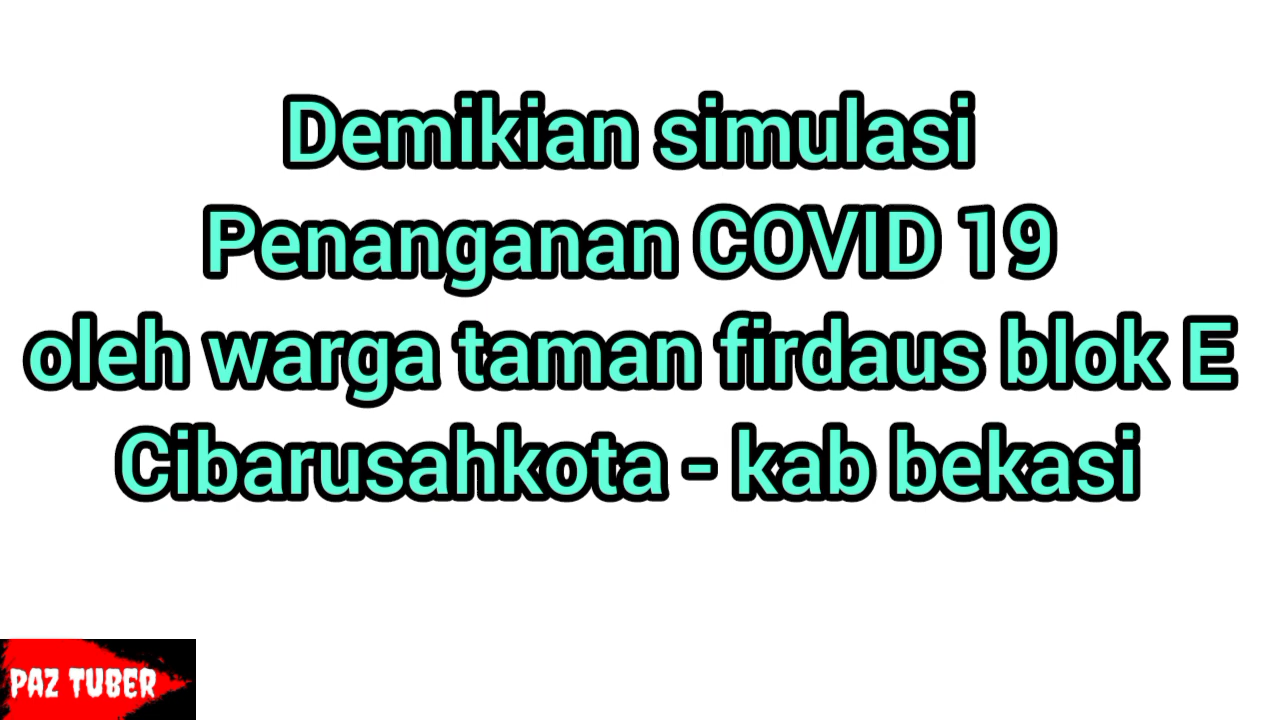 Demikian simulasi
Penanganan COVID 19
oleh warga taman firdaus blok E
Cibarusahkota - kab bekasi
PAZ TUBER